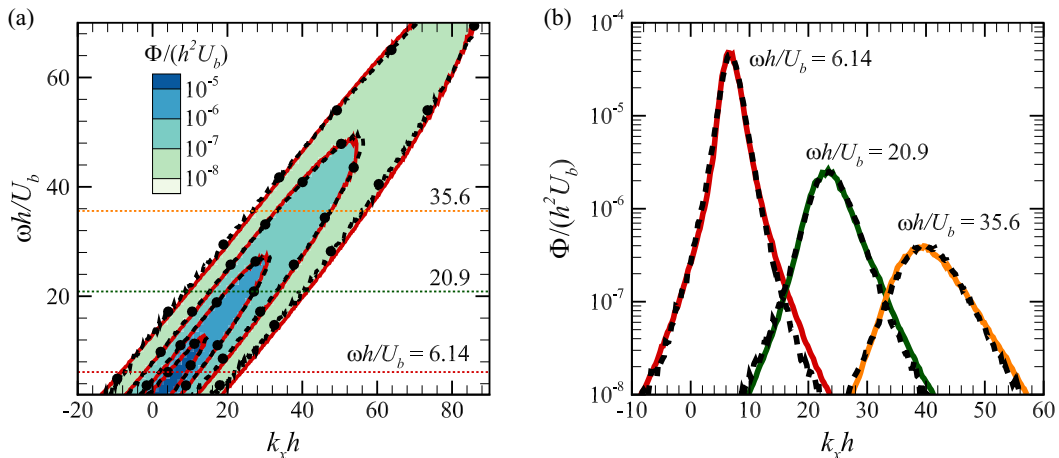 (a)
Φ/(h²U_b)
10⁻⁵
10⁻⁶
10⁻⁷
10⁻⁸
35.6
20.9
ωh/U_b = 6.14
60
40
20
ωh/U_b
-20 0 20 40 60 80
k_x h
(b)
10⁻⁴
10⁻⁵
10⁻⁶
10⁻⁷
10⁻⁸
Φ/(h²U_b)
ωh/U_b = 6.14
ωh/U_b = 20.9
ωh/U_b = 35.6
-10 0 10 20 30 40 50 60
k_x h